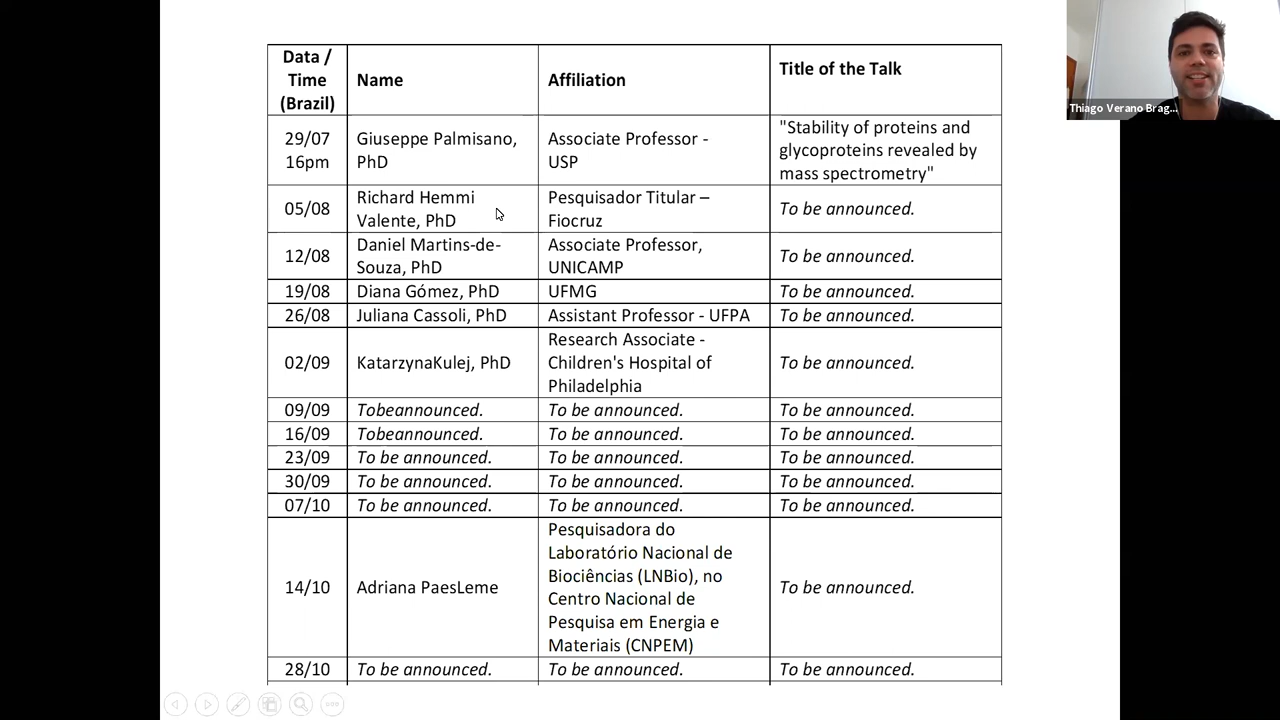 Data /
Time
(Brazil)
Name
Affiliation
Title of the Talk
29/07
16pm
Giuseppe Palmisano,
PhD
Associate Professor -
USP
"Stability of proteins and
glycoproteins revealed by
mass spectrometry"
05/08
Richard Hemmi
Valente, PhD
Pesquisador Titular –
Fiocruz
To be announced.
12/08
Daniel Martins-de-
Souza, PhD
Associate Professor,
UNICAMP
To be announced.
19/08
Diana Gómez, PhD
UFMG
To be announced.
26/08
Juliana Cassoli, PhD
Assistant Professor - UFPA
To be announced.
02/09
KatarzynaKulej, PhD
Research Associate -
Children's Hospital of
Philadelphia
To be announced.
09/09
Tobeannounced.
To be announced.
To be announced.
16/09
Tobeannounced.
To be announced.
To be announced.
23/09
To be announced.
To be announced.
To be announced.
30/09
To be announced.
To be announced.
To be announced.
07/10
To be announced.
To be announced.
To be announced.
14/10
Adriana PaesLeme
Pesquisadora do
Laboratório Nacional de
Biociências (LNBio), no
Centro Nacional de
Pesquisa em Energia e
Materiais (CNPEM)
To be announced.
28/10
To be announced.
To be announced.
To be announced.
Thiago Verano Brag...